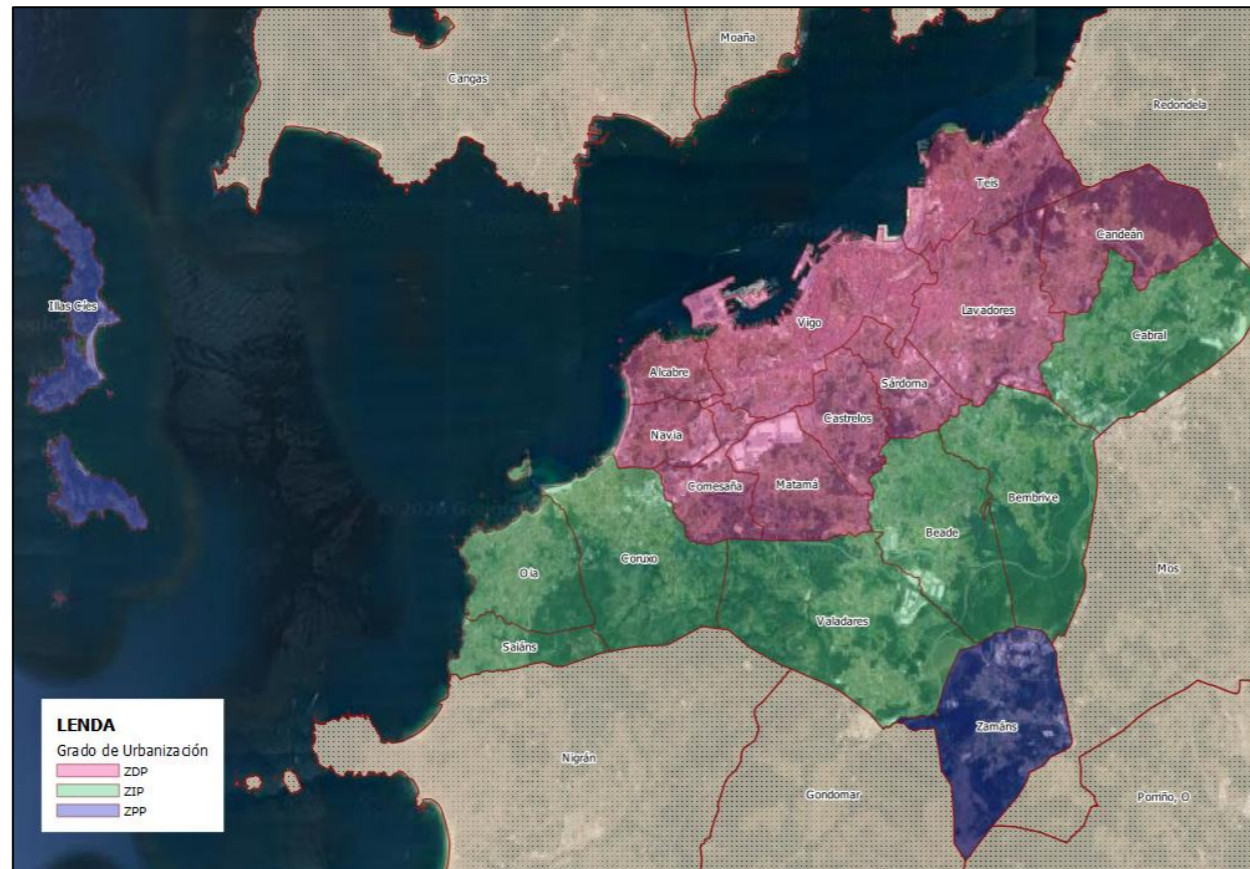 Moaña
Cangas
Redondela
Teis
Candeán
Illas Cíes
Vigo
Lavadores
Cabral
Alcabre
Sárdoma
Castrelos
Navia
Comesaña
Matamá
Bembrive
Beade
Oia
Coruxo
Mos
Valadares
Saiáns
LENDA
Grado de Urbanización
ZDP
ZIP
ZPP
Zamáns
Nigrán
Gondomar
Porriño, O